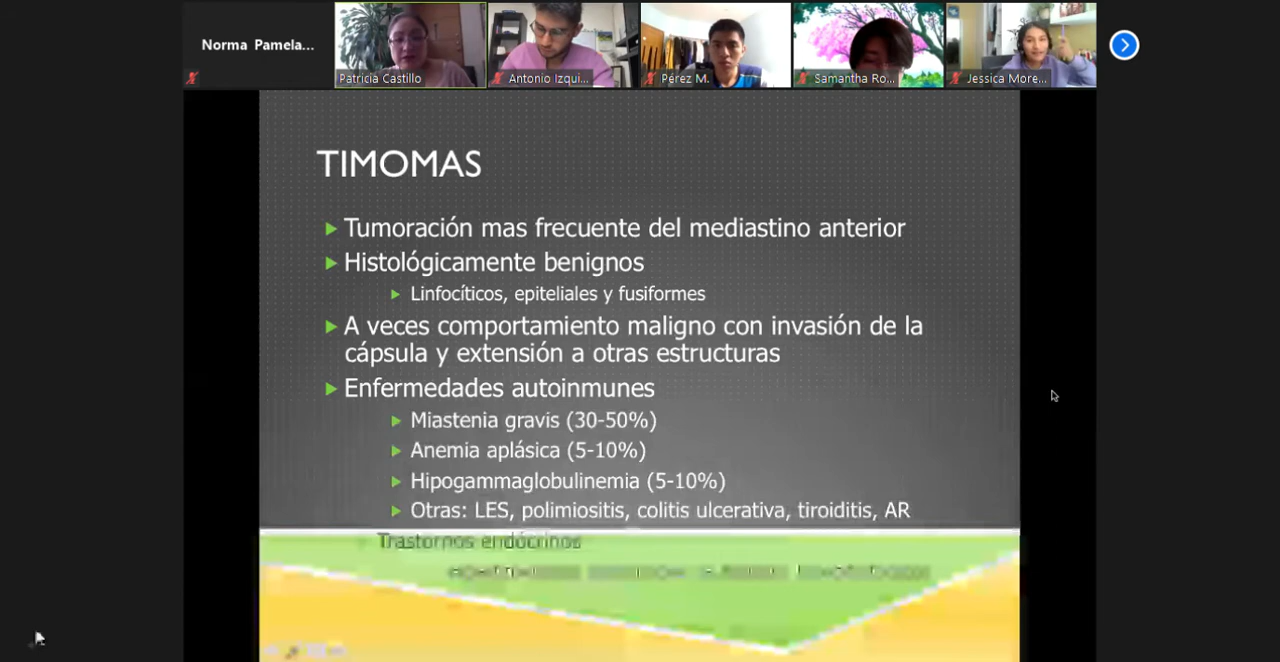 Norma Pamela...
Patricia Castillo
Antonio Izqui...
Pérez M.
Samantha Ro...
Jessica More...
TIMOMAS
Tumoración mas frecuente del mediastino anterior
Histológicamente benignos
Linfocíticos, epiteliales y fusiformes
A veces comportamiento maligno con invasión de la
cápsula y extensión a otras estructuras
Enfermedades autoinmunes
Miastenia gravis (30-50%)
Anemia aplásica (5-10%)
Hipogammaglobulinemia (5-10%)
Otras: LES, polimiositis, colitis ulcerativa, tiroiditis, AR
Trastornos endócrinos